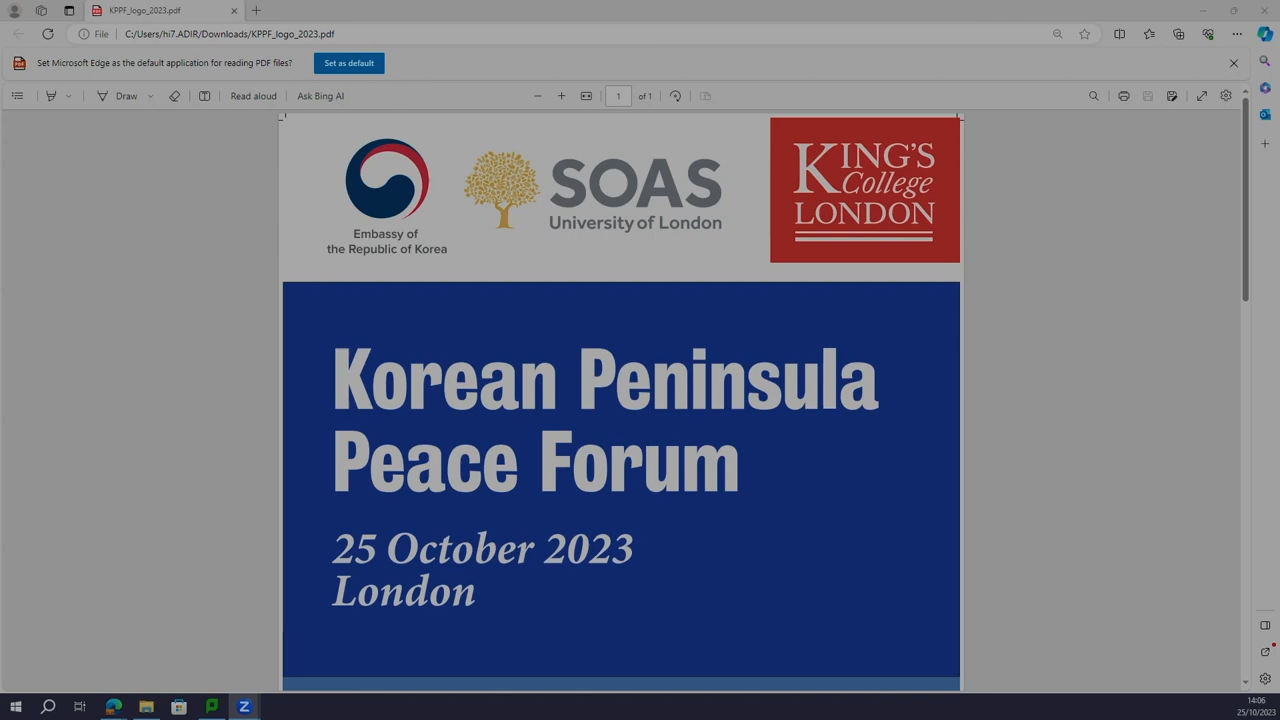 KPPF_logo_2023.pdf
File
C:/Users/hi7.ADIR/Downloads/KPPF_logo_2023.pdf
Set Microsoft Edge as the default application for reading PDF files?
Set as default
Draw
Read aloud
Ask Bing AI
1
of 1
Embassy of
the Republic of Korea
SOAS
University of London
KING'S
College
LONDON
Korean Peninsula
Peace Forum
25 October 2023
London
14:06
25/10/2023